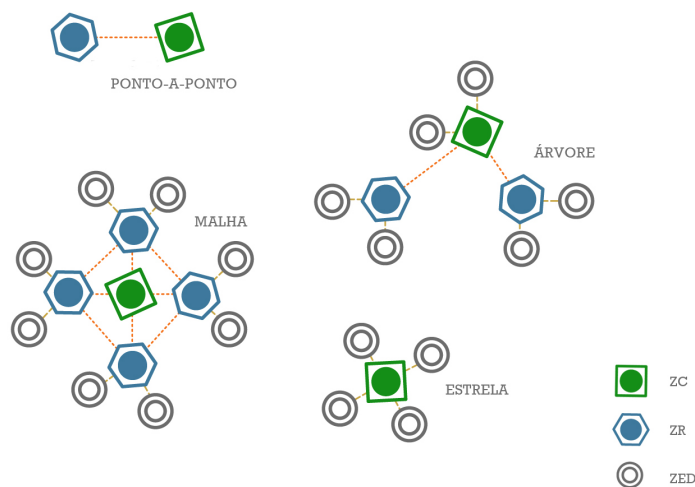 PONTO-A-PONTO
ÁRVORE
MALHA
ESTRELA
ZC
ZR
ZED